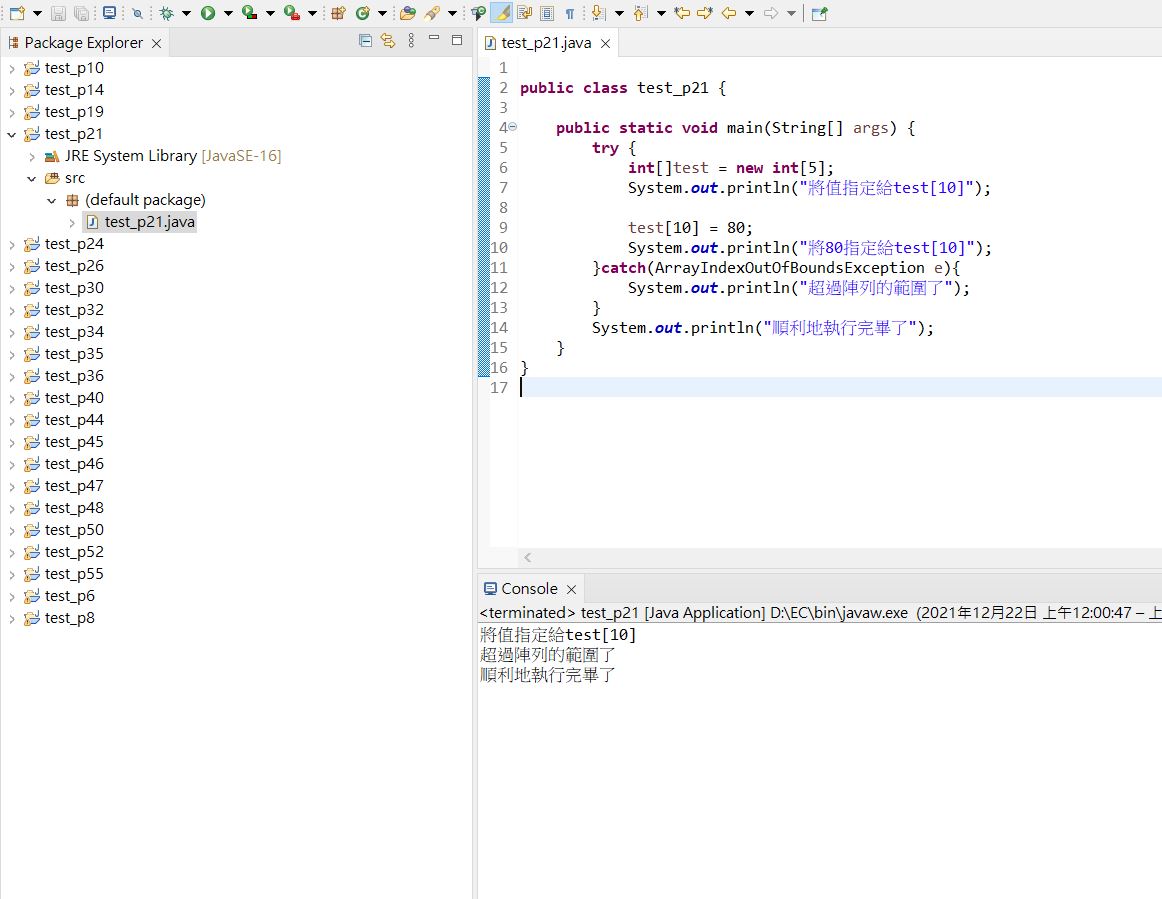 Package Explorer
test_p10
test_p14
test_p19
test_p21
JRE System Library [JavaSE-16]
src
(default package)
test_p21.java
test_p24
test_p26
test_p30
test_p32
test_p34
test_p35
test_p36
test_p40
test_p44
test_p45
test_p46
test_p47
test_p48
test_p50
test_p52
test_p55
test_p6
test_p8
test_p21.java
1
2 public class test_p21 {
3
4     public static void main(String[] args) {
5         try {
6             int[]test = new int[5];
7             System.out.println("將值指定給test[10]");
8
9             test[10] = 80;
10             System.out.println("將80指定給test[10]");
11         }catch(ArrayIndexOutOfBoundsException e){
12             System.out.println("超過陣列的範圍了");
13         }
14         System.out.println("順利地執行完畢了");
15     }
16 }
17
Console
<terminated> test_p21 [Java Application] D:\EC\bin\javaw.exe (2021年12月22日 上午12:00:47 – 上
將值指定給test[10]
超過陣列的範圍了
順利地執行完畢了